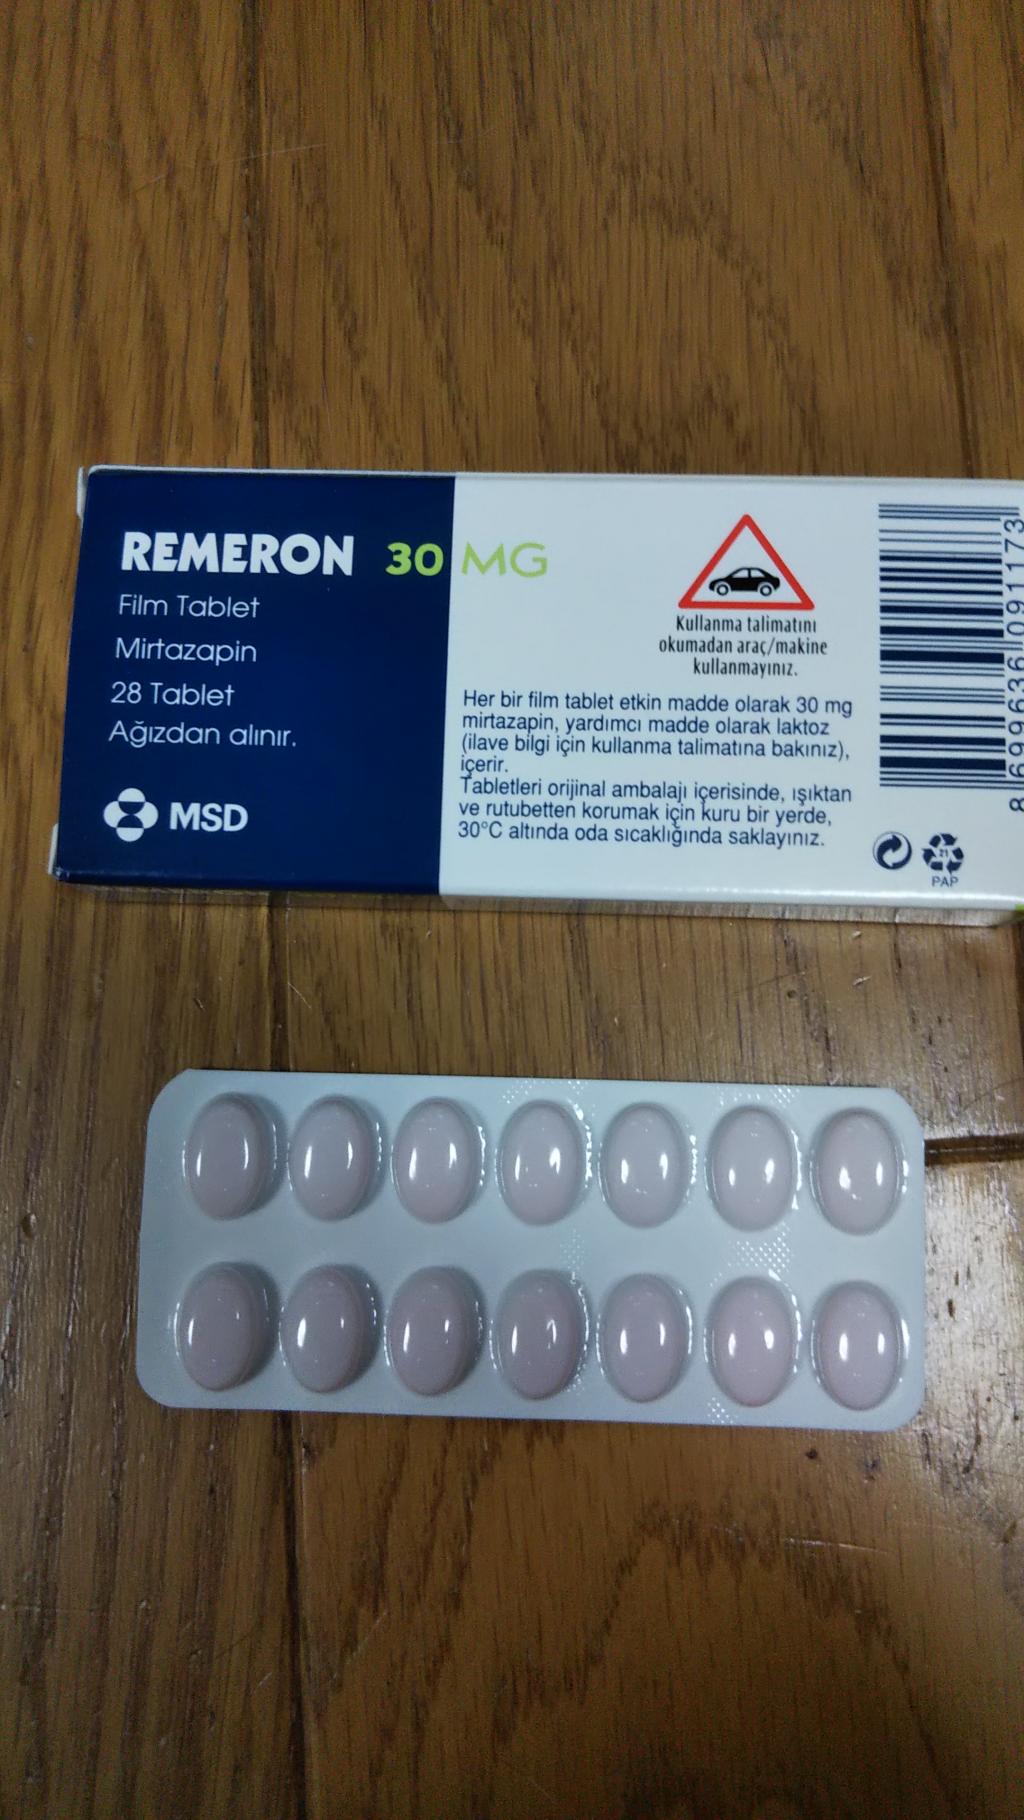 REMERON 30 MG
Film Tablet
Mirtazapin
28 Tablet
Ağızdan alınır.
MSD
Kullanma talimatını
okumadan araç/makine
kullanmayınız.
Her bir film tablet etkin madde olarak 30 mg
mirtazapin, yardımcı madde olarak laktoz
(ilave bilgi için kullanma talimatına bakınız),
içerir.
Tabletleri orijinal ambalajı içerisinde, ışıktan
ve rutubetten korumak için kuru bir yerde,
30°C altında oda sıcaklığında saklayınız.
21
PAP
8 699636 091173